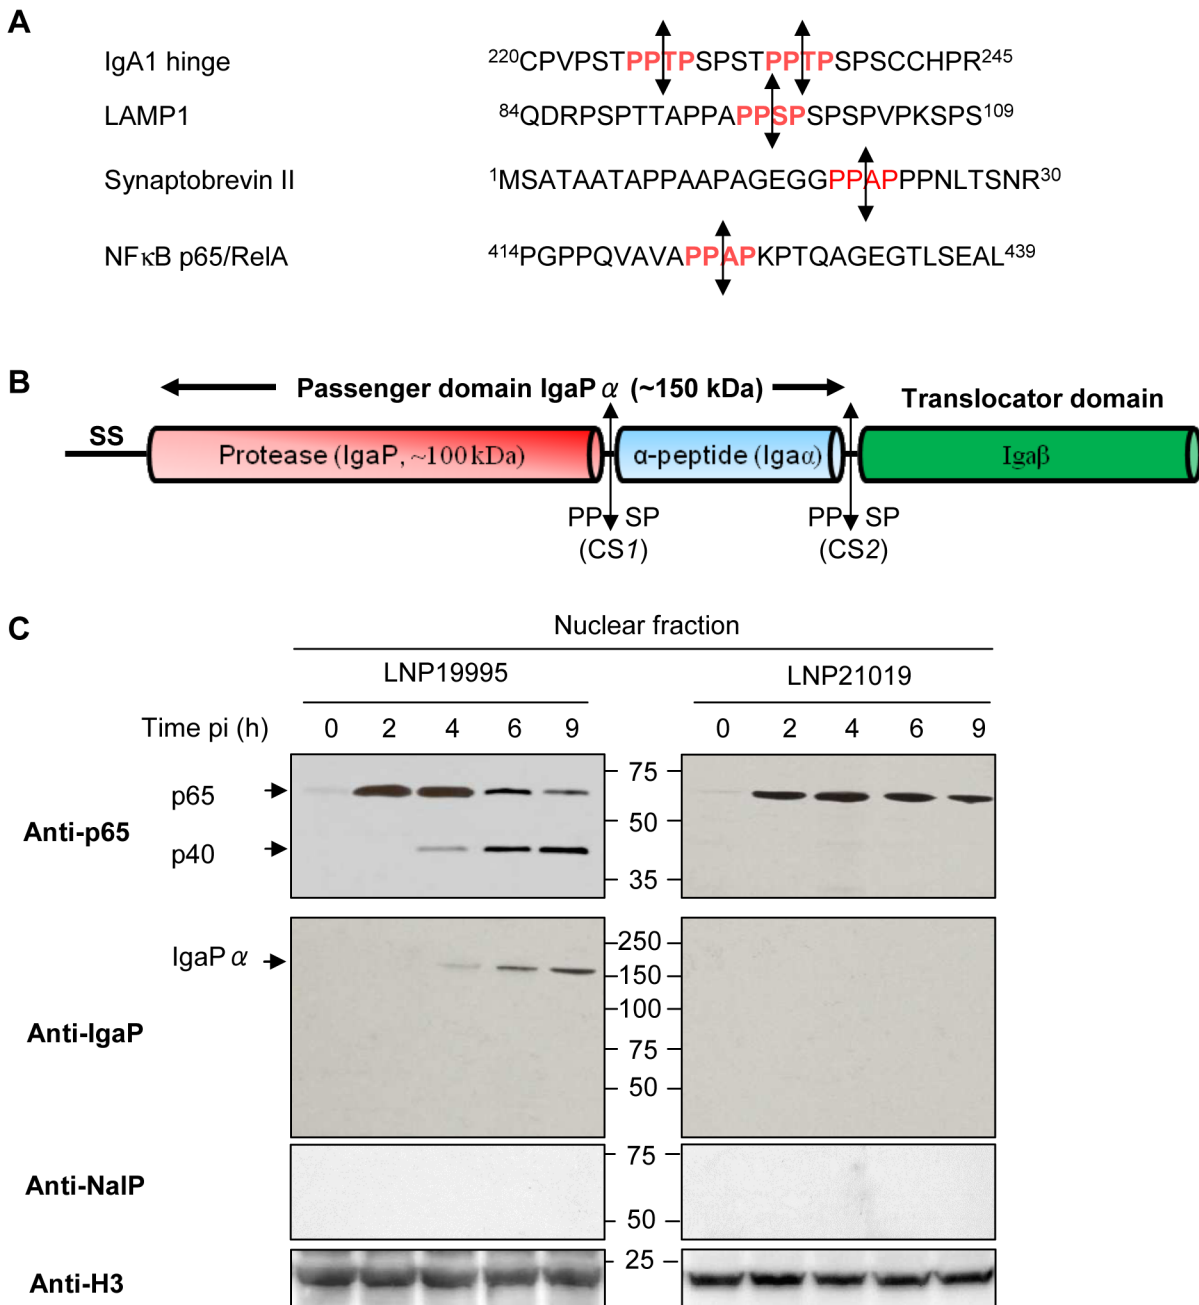 A
IgA1 hinge ²²⁰CPVPSTPPTPSPSTPPTPSPSCCHPR²⁴⁵
LAMP1 ⁸⁴QDRPSPTTAPPAPPSPSPSPVPKSPS¹⁰⁹
Synaptobrevin II ¹MSATAATAPPAAPAGEGGPPAPPPNLTSNR³⁰
NFκB p65/RelA ⁴¹⁴PGPPQVAVAPPAPKPTQAGEGTLSEAL⁴³⁹
B
Passenger domain IgaPα (~150 kDa)
Translocator domain
SS
Protease (IgaP, ~100 kDa) α-peptide (Igaα) Igaβ
PP SP PP SP
(CS1) (CS2)
C
Nuclear fraction
LNP19995 LNP21019
Time pi (h) 0 2 4 6 9 0 2 4 6 9
75
p65
50
Anti-p65
p40
35
250
IgaPα
150
100
Anti-IgaP
75
50
75
Anti-NalP
50
25
Anti-H3